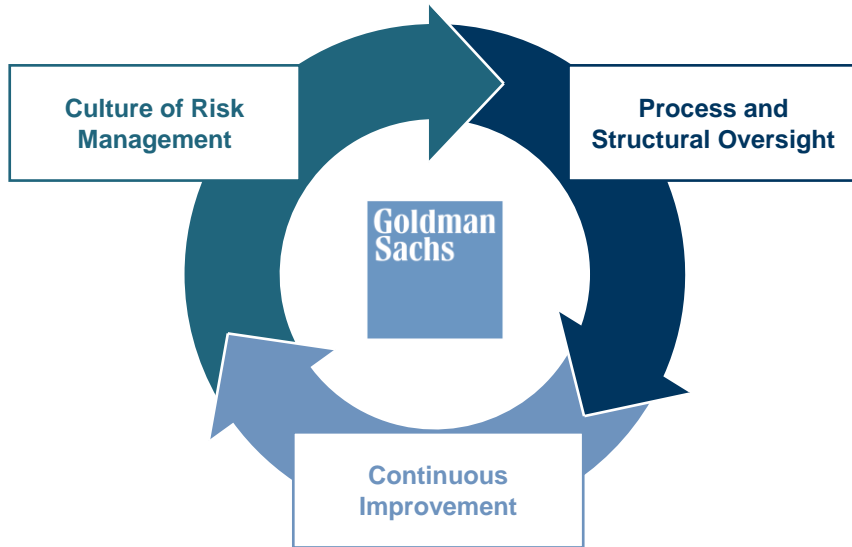 Culture of Risk
Management
Process and
Structural Oversight
Goldman
Sachs
Continuous
Improvement